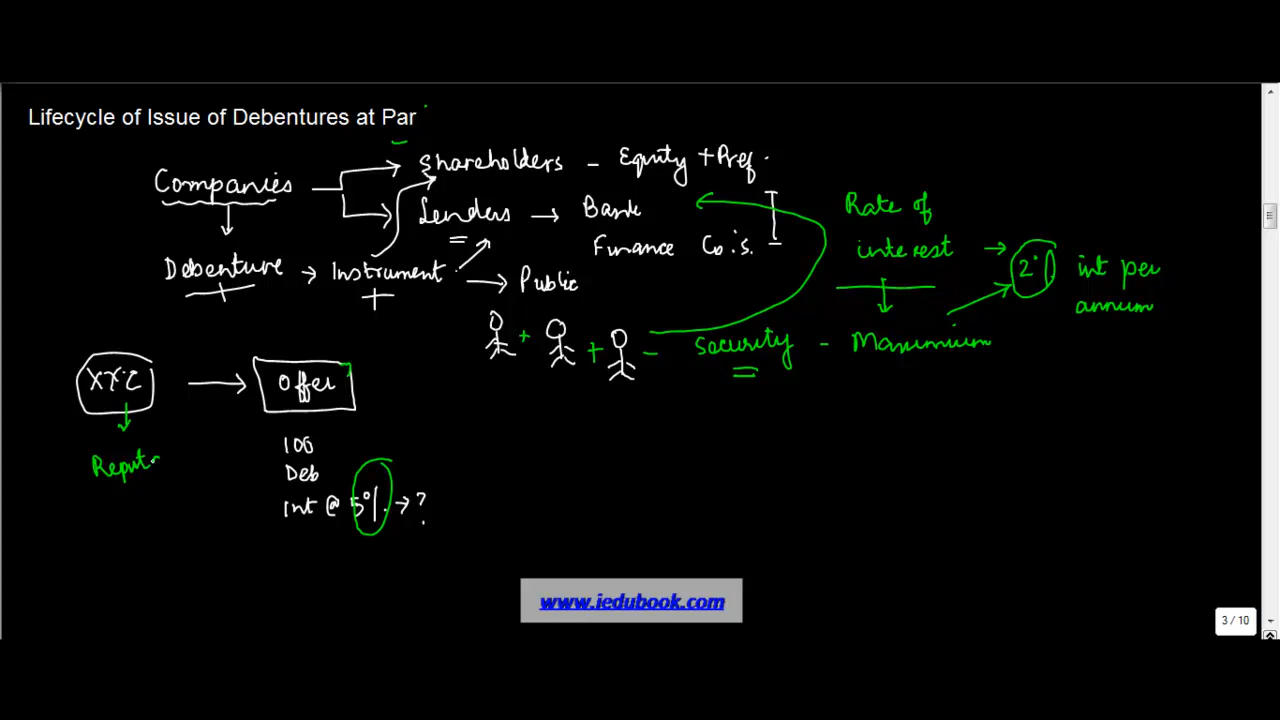 Lifecycle of Issue of Debentures at Par
Companies
Shareholders - Equity + Pref.
Lenders → Bank
Finance Co's.
Debenture → Instrument
→ Public
Rate of
interest → 2% int per
annum
Security - Maximium
XYZ → Offer
Reput
100
Deb
Int @ 5% → ?
www.iedubook.com
3 / 10